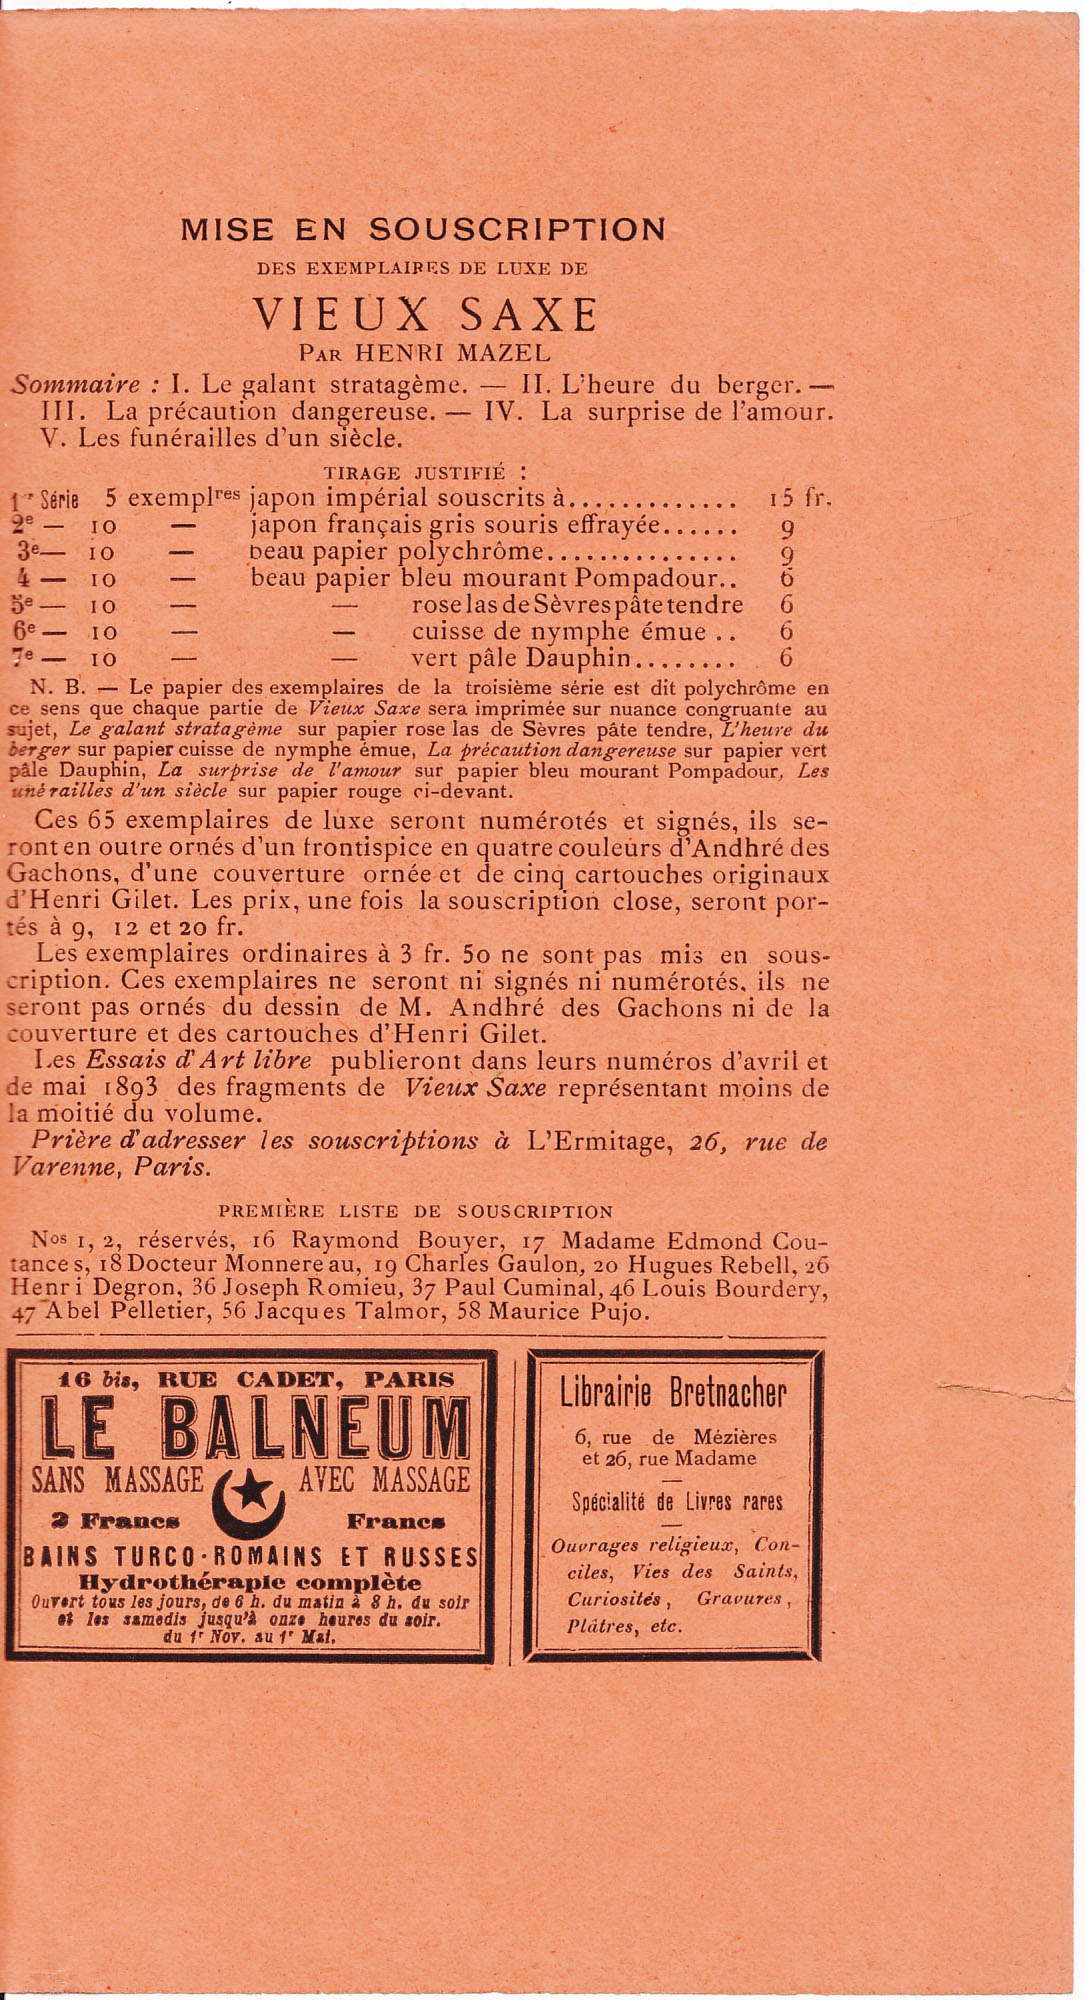 MISE EN SOUSCRIPTION
DES EXEMPLAIRES DE LUXE DE
VIEUX SAXE
PAR HENRI MAZEL
Sommaire : I. Le galant stratagème. — II. L'heure du berger. —
III. La précaution dangereuse. — IV. La surprise de l'amour.
V. Les funérailles d'un siècle.
TIRAGE JUSTIFIÉ :
1re Série 5 exemplres japon impérial souscrits à............. 15 fr.
2e — 10 — japon français gris souris effrayée...... 9
3e— 10 — beau papier polychrôme............... 9
4 — 10 — beau papier bleu mourant Pompadour.. 6
5e — 10 — — rose las de Sèvres pâte tendre 6
6e — 10 — — cuisse de nymphe émue .. 6
7e — 10 — — vert pâle Dauphin........ 6
N. B. — Le papier des exemplaires de la troisième série est dit polychrôme en
ce sens que chaque partie de Vieux Saxe sera imprimée sur nuance congruante au
sujet, Le galant stratagème sur papier rose las de Sèvres pâte tendre, L'heure du
berger sur papier cuisse de nymphe émue, La précaution dangereuse sur papier vert
pâle Dauphin, La surprise de l'amour sur papier bleu mourant Pompadour, Les
unérailles d'un siècle sur papier rouge ci-devant.
Ces 65 exemplaires de luxe seront numérotés et signés, ils se-
ront en outre ornés d'un frontispice en quatre couleurs d'Andhré des
Gachons, d'une couverture ornée et de cinq cartouches originaux
d'Henri Gilet. Les prix, une fois la souscription close, seront por-
tés à 9, 12 et 20 fr.
Les exemplaires ordinaires à 3 fr. 50 ne sont pas mis en sous-
cription. Ces exemplaires ne seront ni signés ni numérotés, ils ne
seront pas ornés du dessin de M. Andhré des Gachons ni de la
couverture et des cartouches d'Henri Gilet.
Les Essais d'Art libre publieront dans leurs numéros d'avril et
de mai 1893 des fragments de Vieux Saxe représentant moins de
la moitié du volume.
Prière d'adresser les souscriptions à L'Ermitage, 26, rue de
Varenne, Paris.
PREMIÈRE LISTE DE SOUSCRIPTION
Nos 1, 2, réservés, 16 Raymond Bouyer, 17 Madame Edmond Cou-
tances, 18 Docteur Monnereau, 19 Charles Gaulon, 20 Hugues Rebell, 26
Henri Degron, 36 Joseph Romieu, 37 Paul Cuminal, 46 Louis Bourdery,
47 Abel Pelletier, 56 Jacques Talmor, 58 Maurice Pujo.
16 bis, RUE CADET, PARIS
LE BALNEUM
SANS MASSAGE AVEC MASSAGE
2 Francs Francs
BAINS TURCO-ROMAINS ET RUSSES
Hydrothérapie complète
Ouvert tous les jours, de 6 h. du matin à 8 h. du soir
et les samedis jusqu'à onze heures du soir.
du 1r Nov. au 1r Mai.
Librairie Bretnacher
6, rue de Mézières
et 26, rue Madame
Spécialité de Livres rares
Ouvrages religieux, Con-
ciles, Vies des Saints,
Curiosités, Gravures,
Plâtres, etc.